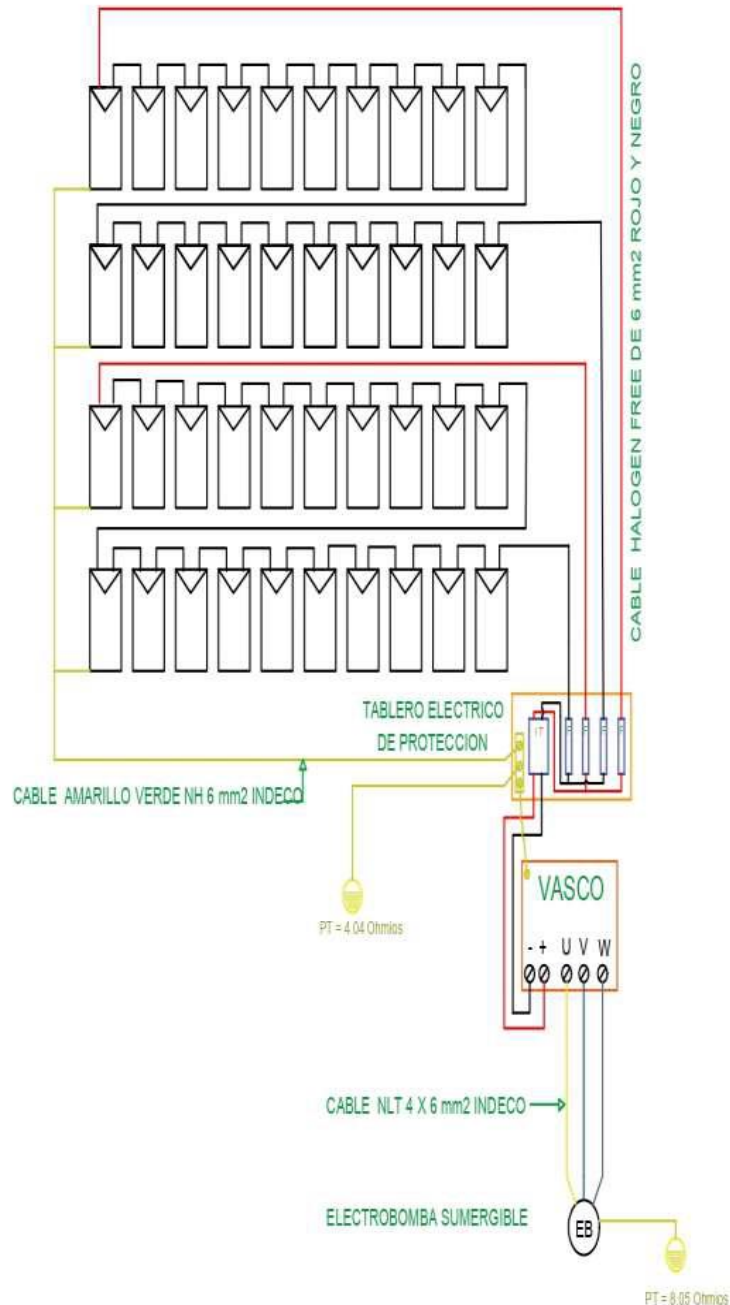 CABLE HALOGEN FREE DE 6 mm2 ROJO Y NEGRO
TABLERO ELECTRICO
DE PROTECCION
CABLE AMARILLO VERDE NH 6 mm2 INDECO
PT = 4.04 Ohmios
VASCO
- + U V W
CABLE NLT 4 X 6 mm2 INDECO
ELECTROBOMBA SUMERGIBLE
EB
PT = 8.05 Ohmios